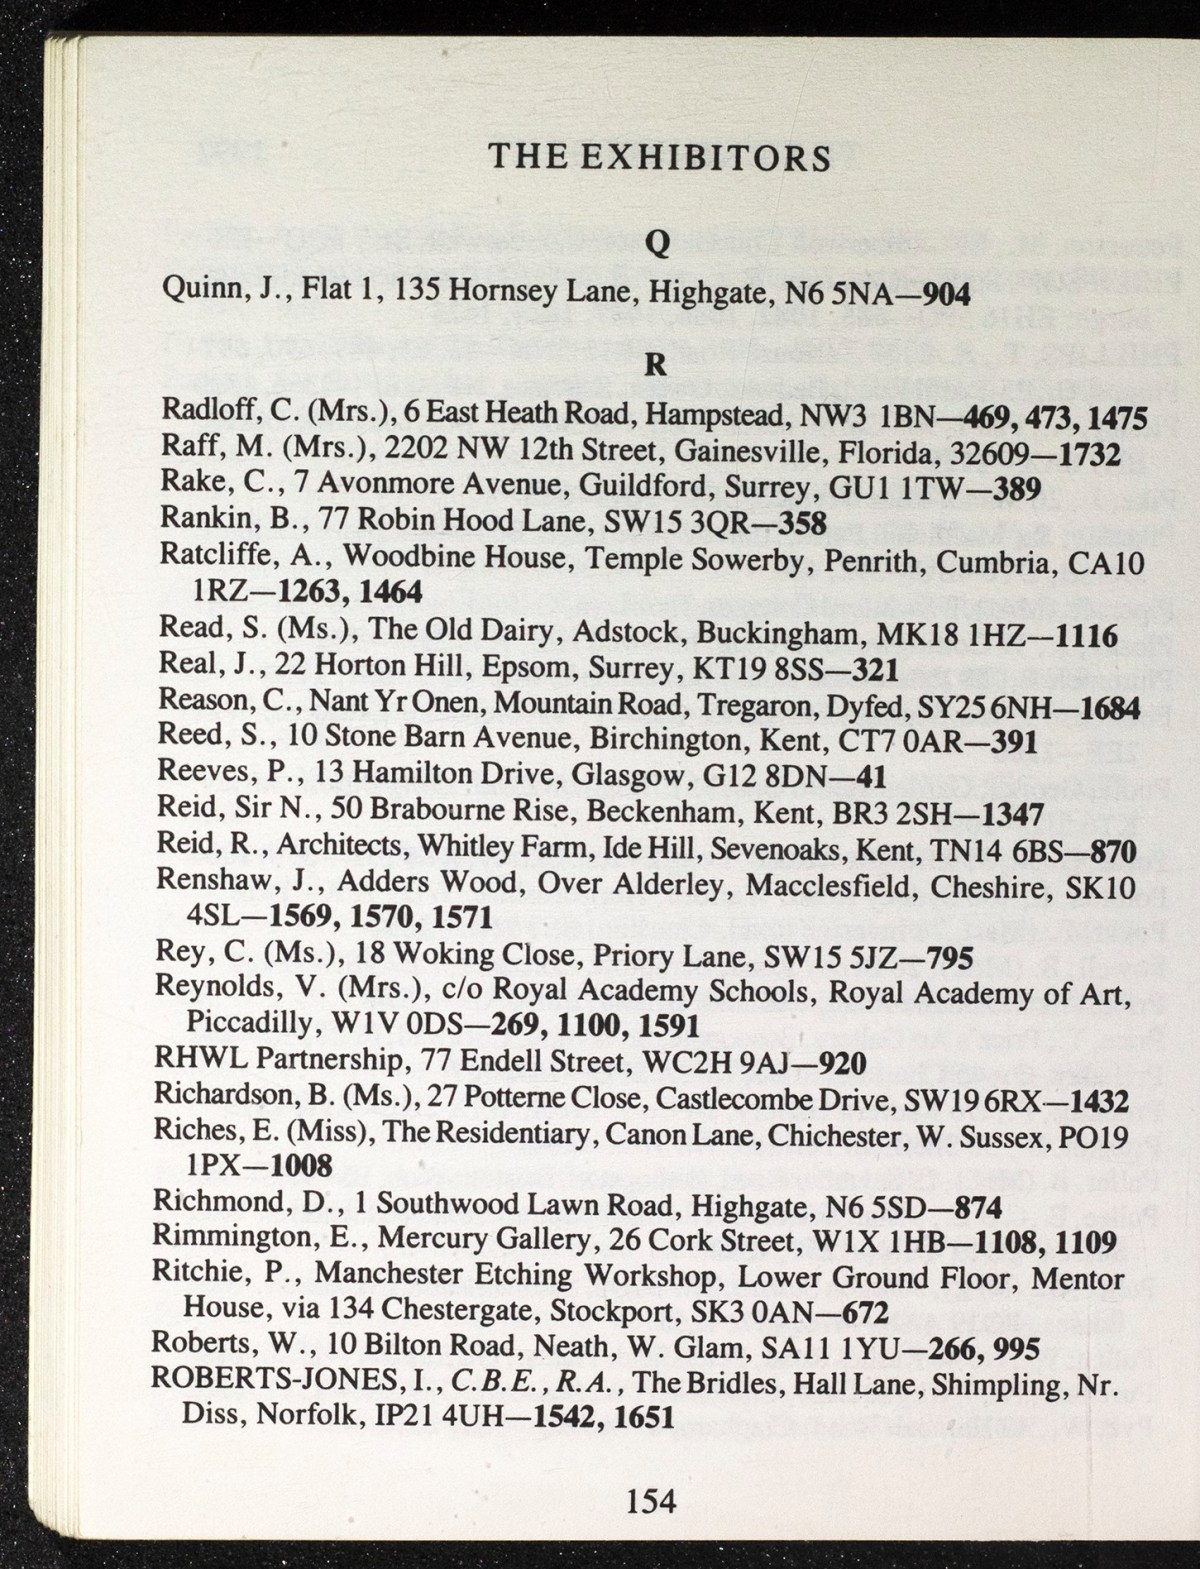 THE EXHIBITORS
Q
Quinn, J., Flat 1, 135 Hornsey Lane, Highgate, N6 5NA—904
R
Radloff, C. (Mrs.), 6 East Heath Road, Hampstead, NW3 1BN—469, 473, 1475
Raff, M. (Mrs.), 2202 NW 12th Street, Gainesville, Florida, 32609—1732
Rake, C., 7 Avonmore Avenue, Guildford, Surrey, GU1 1TW—389
Rankin, B., 77 Robin Hood Lane, SW15 3QR—358
Ratcliffe, A., Woodbine House, Temple Sowerby, Penrith, Cumbria, CA10
1RZ—1263, 1464
Read, S. (Ms.), The Old Dairy, Adstock, Buckingham, MK18 1HZ—1116
Real, J., 22 Horton Hill, Epsom, Surrey, KT19 8SS—321
Reason, C., Nant Yr Onen, Mountain Road, Tregaron, Dyfed, SY25 6NH—1684
Reed, S., 10 Stone Barn Avenue, Birchington, Kent, CT7 0AR—391
Reeves, P., 13 Hamilton Drive, Glasgow, G12 8DN—41
Reid, Sir N., 50 Brabourne Rise, Beckenham, Kent, BR3 2SH—1347
Reid, R., Architects, Whitley Farm, Ide Hill, Sevenoaks, Kent, TN14 6BS—870
Renshaw, J., Adders Wood, Over Alderley, Macclesfield, Cheshire, SK10
4SL—1569, 1570, 1571
Rey, C. (Ms.), 18 Woking Close, Priory Lane, SW15 5JZ—795
Reynolds, V. (Mrs.), c/o Royal Academy Schools, Royal Academy of Art,
Piccadilly, W1V 0DS—269, 1100, 1591
RHWL Partnership, 77 Endell Street, WC2H 9AJ—920
Richardson, B. (Ms.), 27 Potterne Close, Castlecombe Drive, SW19 6RX—1432
Riches, E. (Miss), The Residentiary, Canon Lane, Chichester, W. Sussex, PO19
1PX—1008
Richmond, D., 1 Southwood Lawn Road, Highgate, N6 5SD—874
Rimmington, E., Mercury Gallery, 26 Cork Street, W1X 1HB—1108, 1109
Ritchie, P., Manchester Etching Workshop, Lower Ground Floor, Mentor
House, via 134 Chestergate, Stockport, SK3 0AN—672
Roberts, W., 10 Bilton Road, Neath, W. Glam, SA11 1YU—266, 995
ROBERTS-JONES, I., C.B.E., R.A., The Bridles, Hall Lane, Shimpling, Nr.
Diss, Norfolk, IP21 4UH—1542, 1651
154